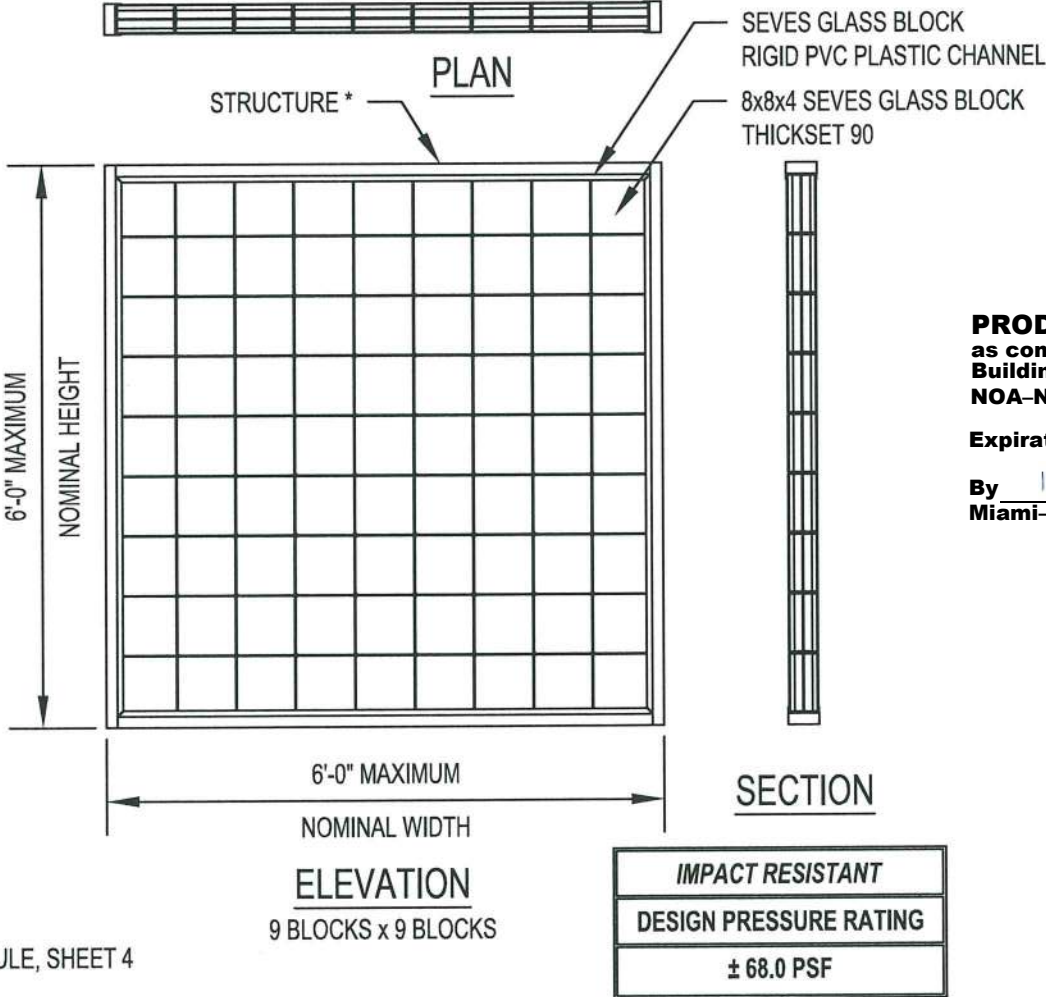 SEVES GLASS BLOCK
RIGID PVC PLASTIC CHANNEL
PLAN
STRUCTURE *
8x8x4 SEVES GLASS BLOCK
THICKSET 90
6'-0" MAXIMUM
NOMINAL HEIGHT
PROD
as con
Buildin
NOA–N
Expirat
By
Miami–
6'-0" MAXIMUM
NOMINAL WIDTH
SECTION
ELEVATION
9 BLOCKS x 9 BLOCKS
IMPACT RESISTANT
DESIGN PRESSURE RATING
± 68.0 PSF
ULE, SHEET 4